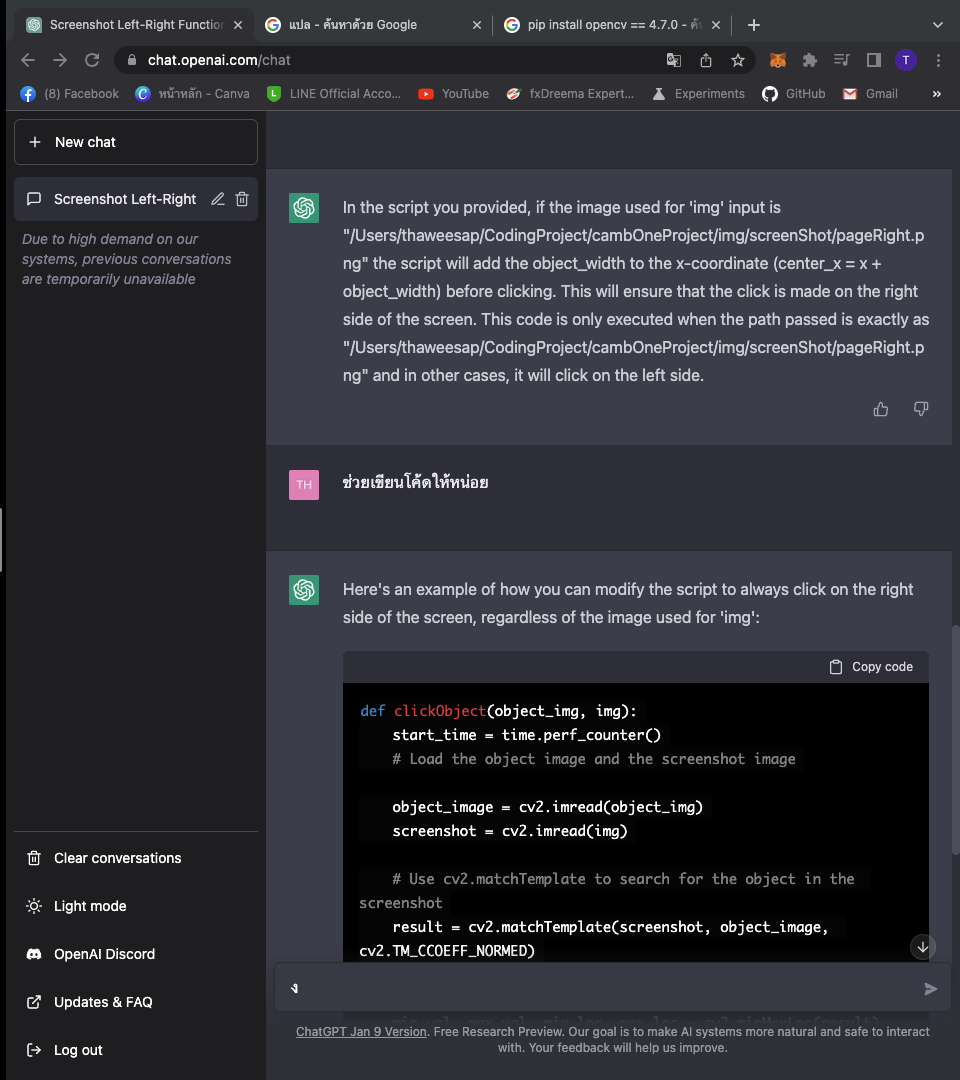 Screenshot Left-Right Function
แปล - ค้นหาด้วย Google
pip install opencv == 4.7.0 - ค้น
chat.openai.com/chat
T
(8) Facebook
หน้าหลัก - Canva
LINE Official Acco...
YouTube
fxDreema Expert...
Experiments
GitHub
Gmail
»
+ New chat
Screenshot Left-Right
Due to high demand on our
systems, previous conversations
are temporarily unavailable
In the script you provided, if the image used for 'img' input is
"/Users/thaweesap/CodingProject/cambOneProject/img/screenShot/pageRight.p
ng" the script will add the object_width to the x-coordinate (center_x = x +
object_width) before clicking. This will ensure that the click is made on the right
side of the screen. This code is only executed when the path passed is exactly as
"/Users/thaweesap/CodingProject/cambOneProject/img/screenShot/pageRight.p
ng" and in other cases, it will click on the left side.
TH
ช่วยเขียนโค้ดให้หน่อย
Here's an example of how you can modify the script to always click on the right
side of the screen, regardless of the image used for 'img':
Copy code
def clickObject(object_img, img):
start_time = time.perf_counter()
# Load the object image and the screenshot image
object_image = cv2.imread(object_img)
screenshot = cv2.imread(img)
# Use cv2.matchTemplate to search for the object in the
screenshot
result = cv2.matchTemplate(screenshot, object_image,
cv2.TM_CCOEFF_NORMED)
ง
ChatGPT Jan 9 Version. Free Research Preview. Our goal is to make AI systems more natural and safe to interact
with. Your feedback will help us improve.
Clear conversations
Light mode
OpenAI Discord
Updates & FAQ
Log out